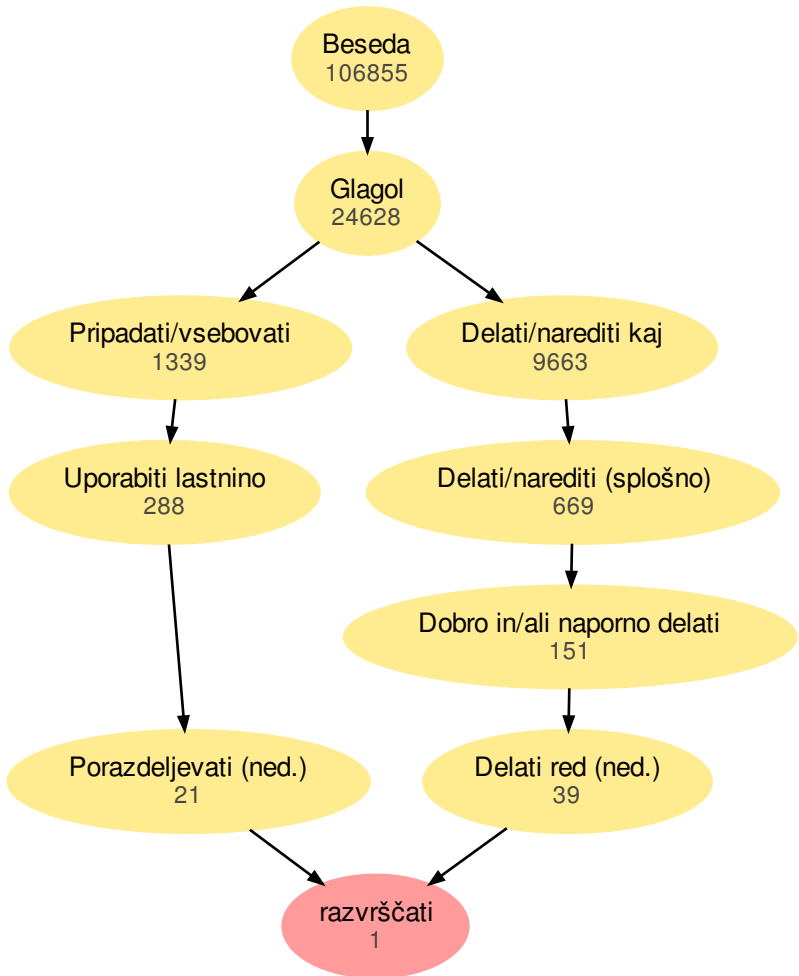 Beseda
106855
Glagol
24628
Pripadati/vsebovati
1339
Delati/narediti kaj
9663
Uporabiti lastnino
288
Delati/narediti (splošno)
669
Dobro in/ali naporno delati
151
Porazdeljevati (ned.)
21
Delati red (ned.)
39
razvrščati
1